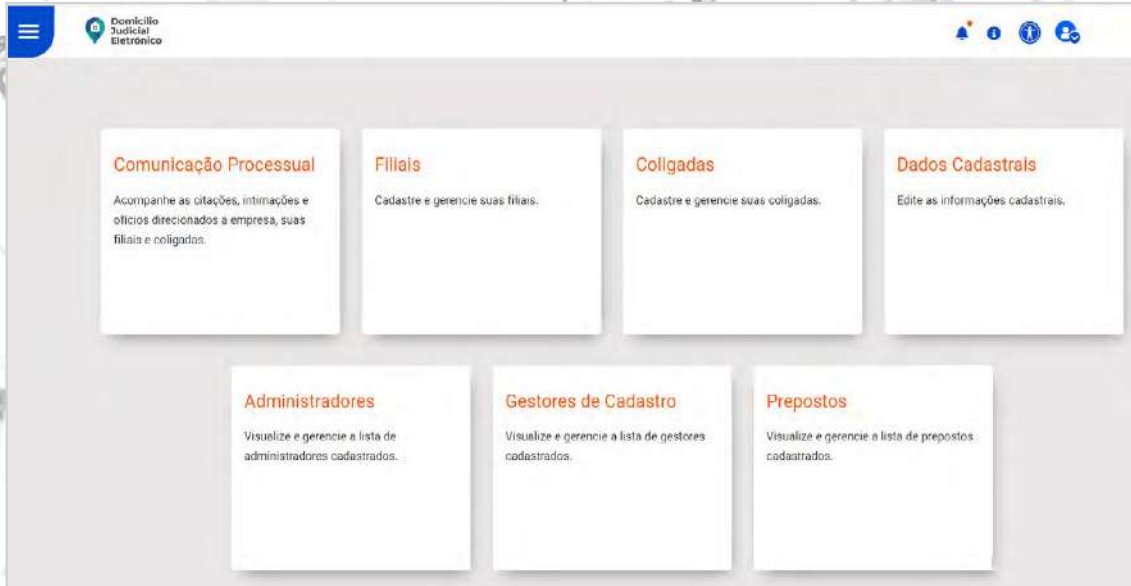 Domicílio
Judicial
Eletrônico
Comunicação Processual
Acompanhe as citações, intimações e
ofícios direcionados a empresa, suas
filiais e coligadas.
Filiais
Cadastre e gerencie suas filiais.
Coligadas
Cadastre e gerencie suas coligadas.
Dados Cadastrais
Edite as informações cadastrais.
Administradores
Visualize e gerencie a lista de
administradores cadastrados.
Gestores de Cadastro
Visualize e gerencie a lista de gestores
cadastrados.
Prepostos
Visualize e gerencie a lista de prepostos
cadastrados.